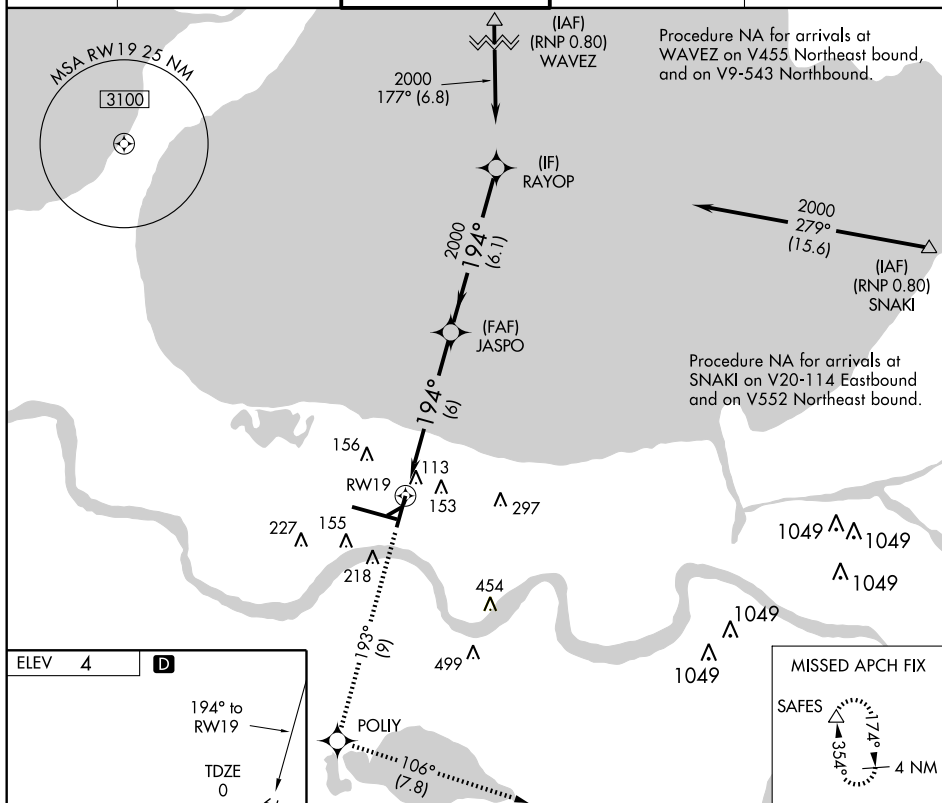 (IAF)
(RNP 0.80)
WAVEZ
Procedure NA for arrivals at
WAVEZ on V455 Northeast bound,
and on V9-543 Northbound.
MSA RW19 25 NM
3100
2000
177° (6.8)
(IF)
RAYOP
2000
194°
(6.1)
2000
279°
(15.6)
(IAF)
(RNP 0.80)
SNAKI
(FAF)
JASPO
Procedure NA for arrivals at
SNAKI on V20-114 Eastbound
and on V552 Northeast bound.
194°
(6)
156
113
RW19
153
297
227
155
218
1049
1049
1049
454
499
1049
1049
193°
(9)
ELEV 4
D
194° to
RW19
TDZE
0
POLIY
106°
(7.8)
MISSED APCH FIX
SAFES
174°
354°
4 NM